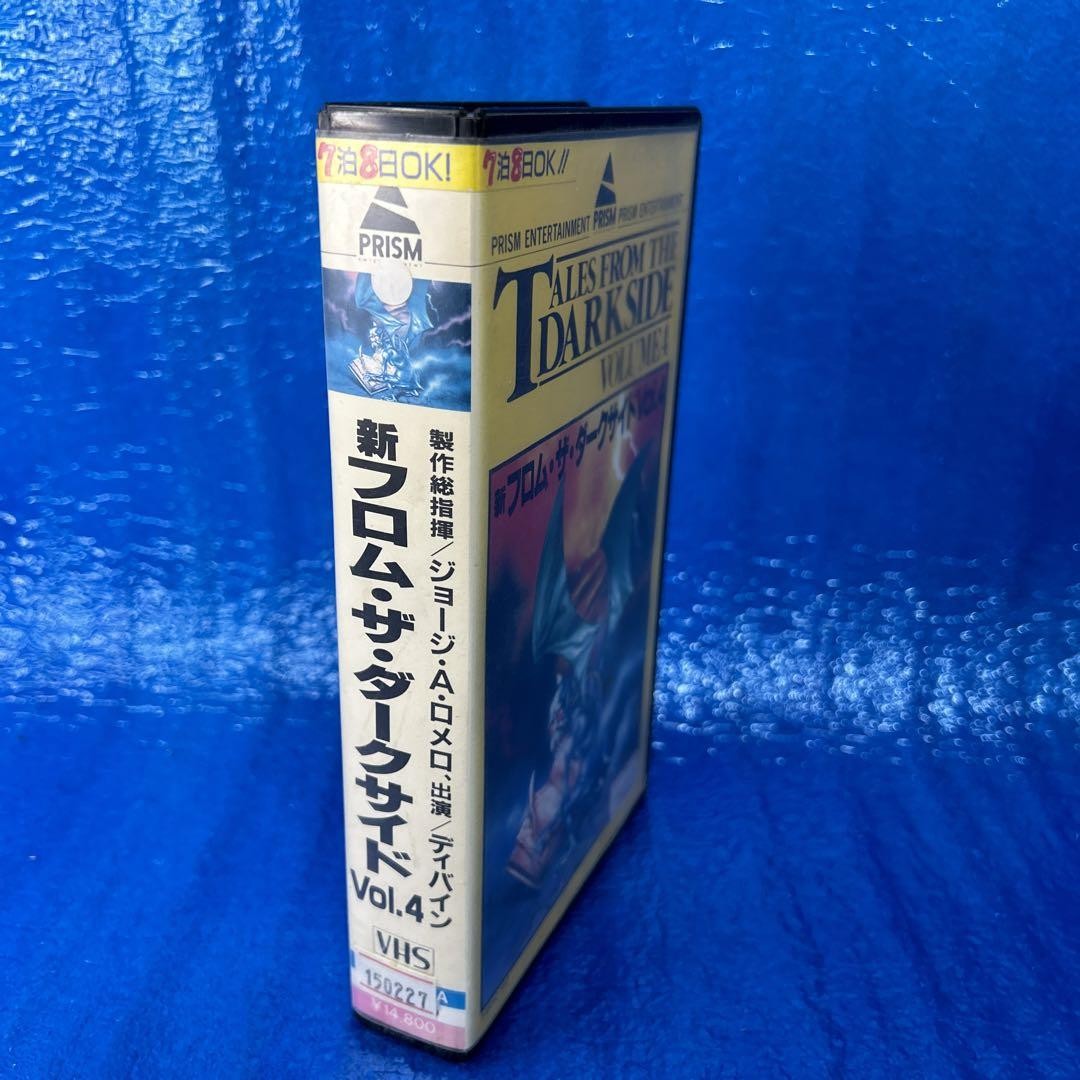 7泊8日OK!
PRISM
ENTERTAINMENT
新フロム・ザ・ダークサイド Vol.4
製作総指揮/ジョージ・A・ロメロ、出演/ディバイン
VHS
150227
A
¥14,800
7泊8日OK!!
PRISM ENTERTAINMENT PRISM PRISM ENTERTAINMENT
TALES FROM THE
DARKSIDE
VOLUME 4
新フロム・ザ・ダークサイド VOL.4